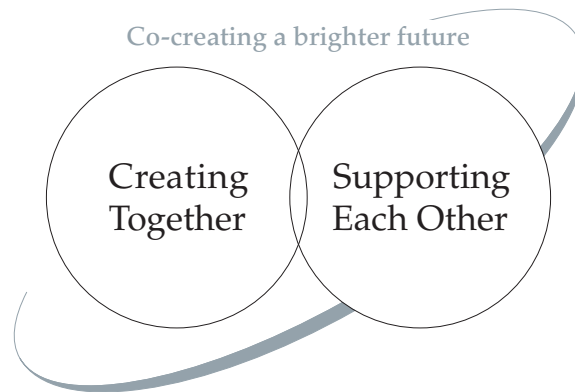 Co-creating a brighter future
Creating
Together
Supporting
Each Other